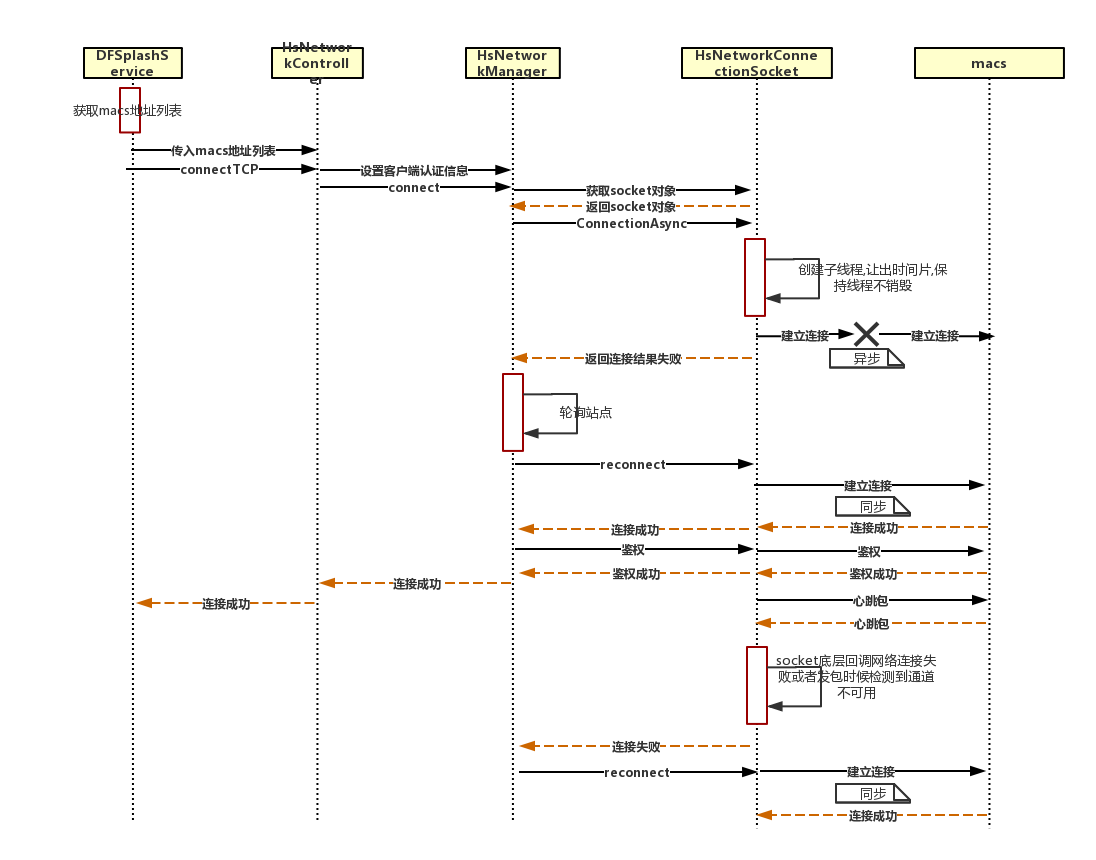 DFSplashS
ervice
HsNetwor
kControll
er
HsNetwor
kManager
HsNetworkConne
ctionSocket
macs
获取macs地址列表
传入macs地址列表
connectTCP
设置客户端认证信息
connect
获取socket对象
返回socket对象
ConnectionAsync
创建子线程,让出时间片,保
持线程不销毁
建立连接
建立连接
异步
返回连接结果失败
轮询站点
reconnect
建立连接
同步
连接成功
连接成功
鉴权
鉴权
鉴权成功
鉴权成功
连接成功
连接成功
心跳包
心跳包
socket底层回调网络连接失
败或者发包时候检测到通道
不可用
连接失败
reconnect
建立连接
同步
连接成功